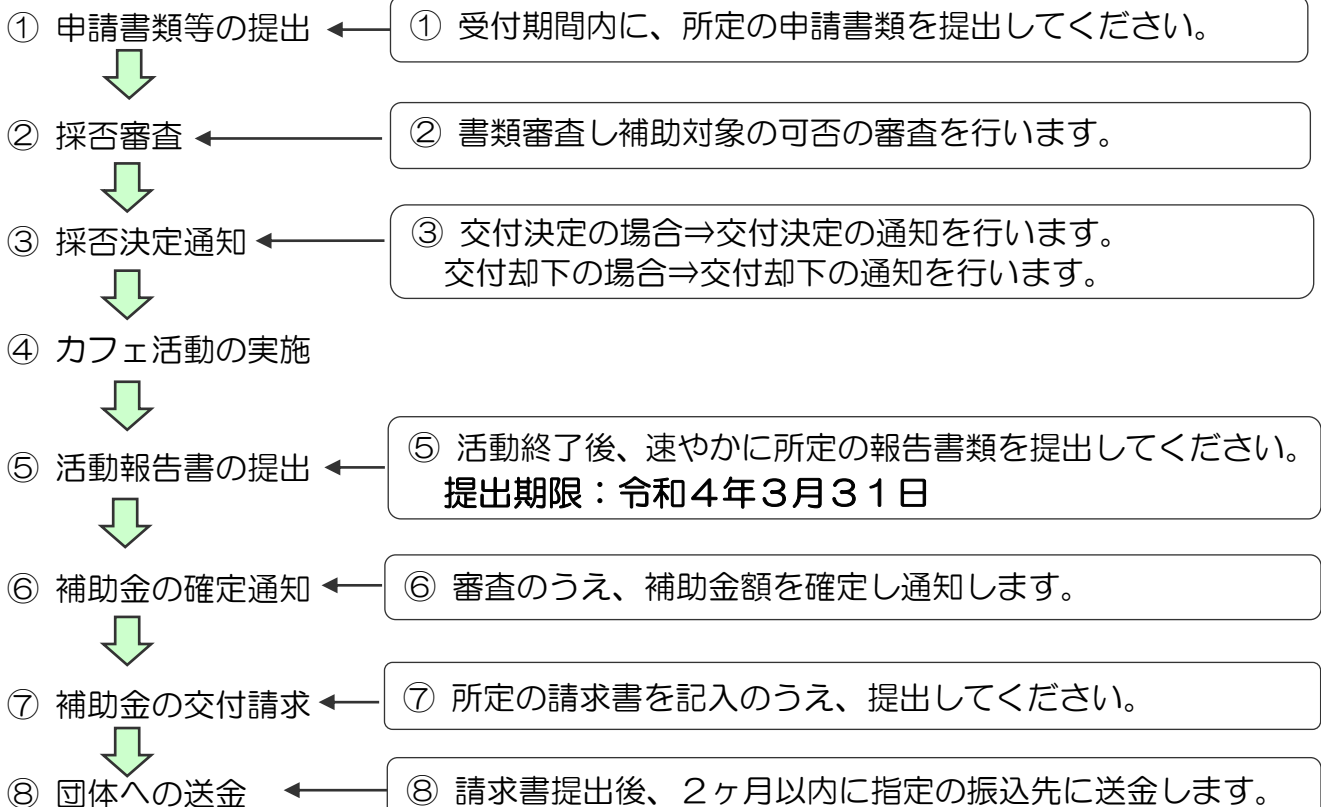 ① 申請書類等の提出
① 受付期間内に、所定の申請書類を提出してください。
② 採否審査
② 書類審査し補助対象の可否の審査を行います。
③ 採否決定通知
③ 交付決定の場合⇒交付決定の通知を行います。
交付却下の場合⇒交付却下の通知を行います。
④ カフェ活動の実施
⑤ 活動報告書の提出
⑤ 活動終了後、速やかに所定の報告書類を提出してください。
提出期限：令和４年３月３１日
⑥ 補助金の確定通知
⑥ 審査のうえ、補助金額を確定し通知します。
⑦ 補助金の交付請求
⑦ 所定の請求書を記入のうえ、提出してください。
⑧ 団体への送金
⑧ 請求書提出後、２ヶ月以内に指定の振込先に送金します。